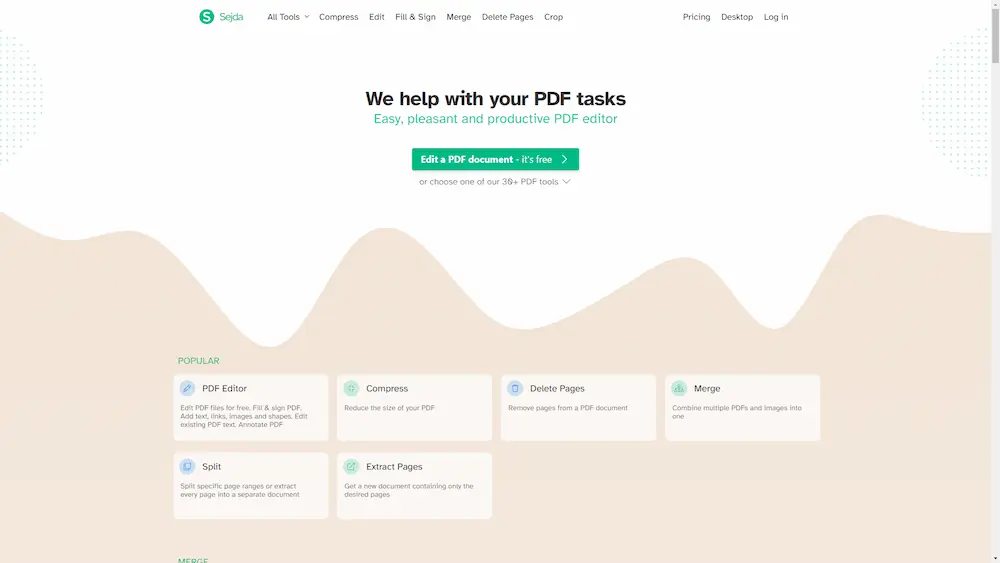 Sejda
All Tools
Compress
Edit
Fill & Sign
Merge
Delete Pages
Crop
Pricing
Desktop
Log in
We help with your PDF tasks
Easy, pleasant and productive PDF editor
Edit a PDF document - it's free
or choose one of our 30+ PDF tools
POPULAR
PDF Editor
Edit PDF files for free. Fill & sign PDF.
Add text, links, images and shapes. Edit
existing PDF text. Annotate PDF
Compress
Reduce the size of your PDF
Delete Pages
Remove pages from a PDF document
Merge
Combine multiple PDFs and images into
one
Split
Split specific page ranges or extract
every page into a separate document
Extract Pages
Get a new document containing only the
desired pages
MERGE